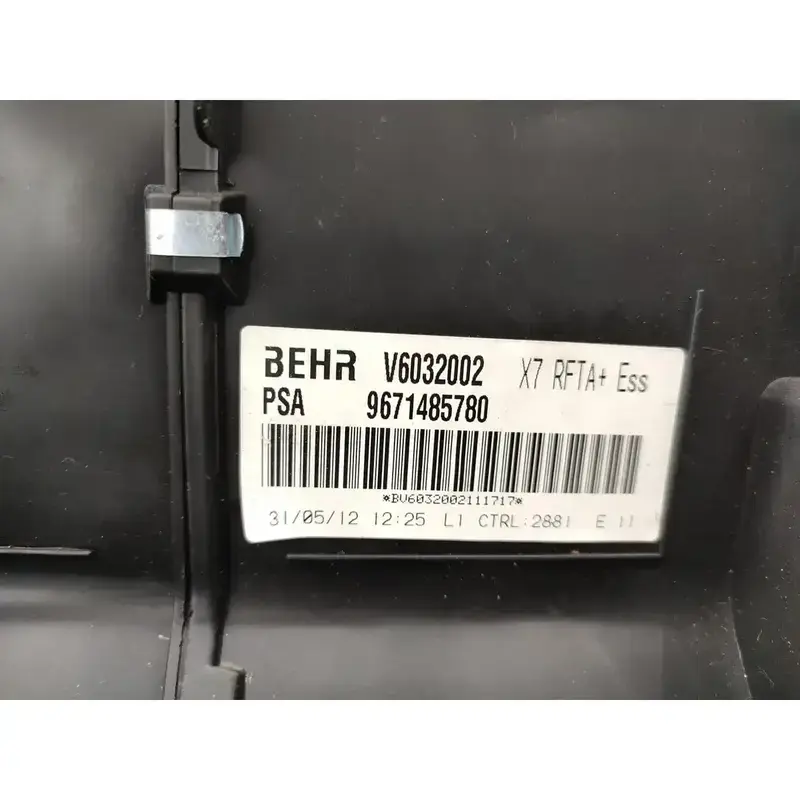 BEHR V6032002 X7 RFTA+ Ess
PSA 9671485780
*BV6032002111717*
31/05/12 12:25 L1 CTRL:2881 E 11